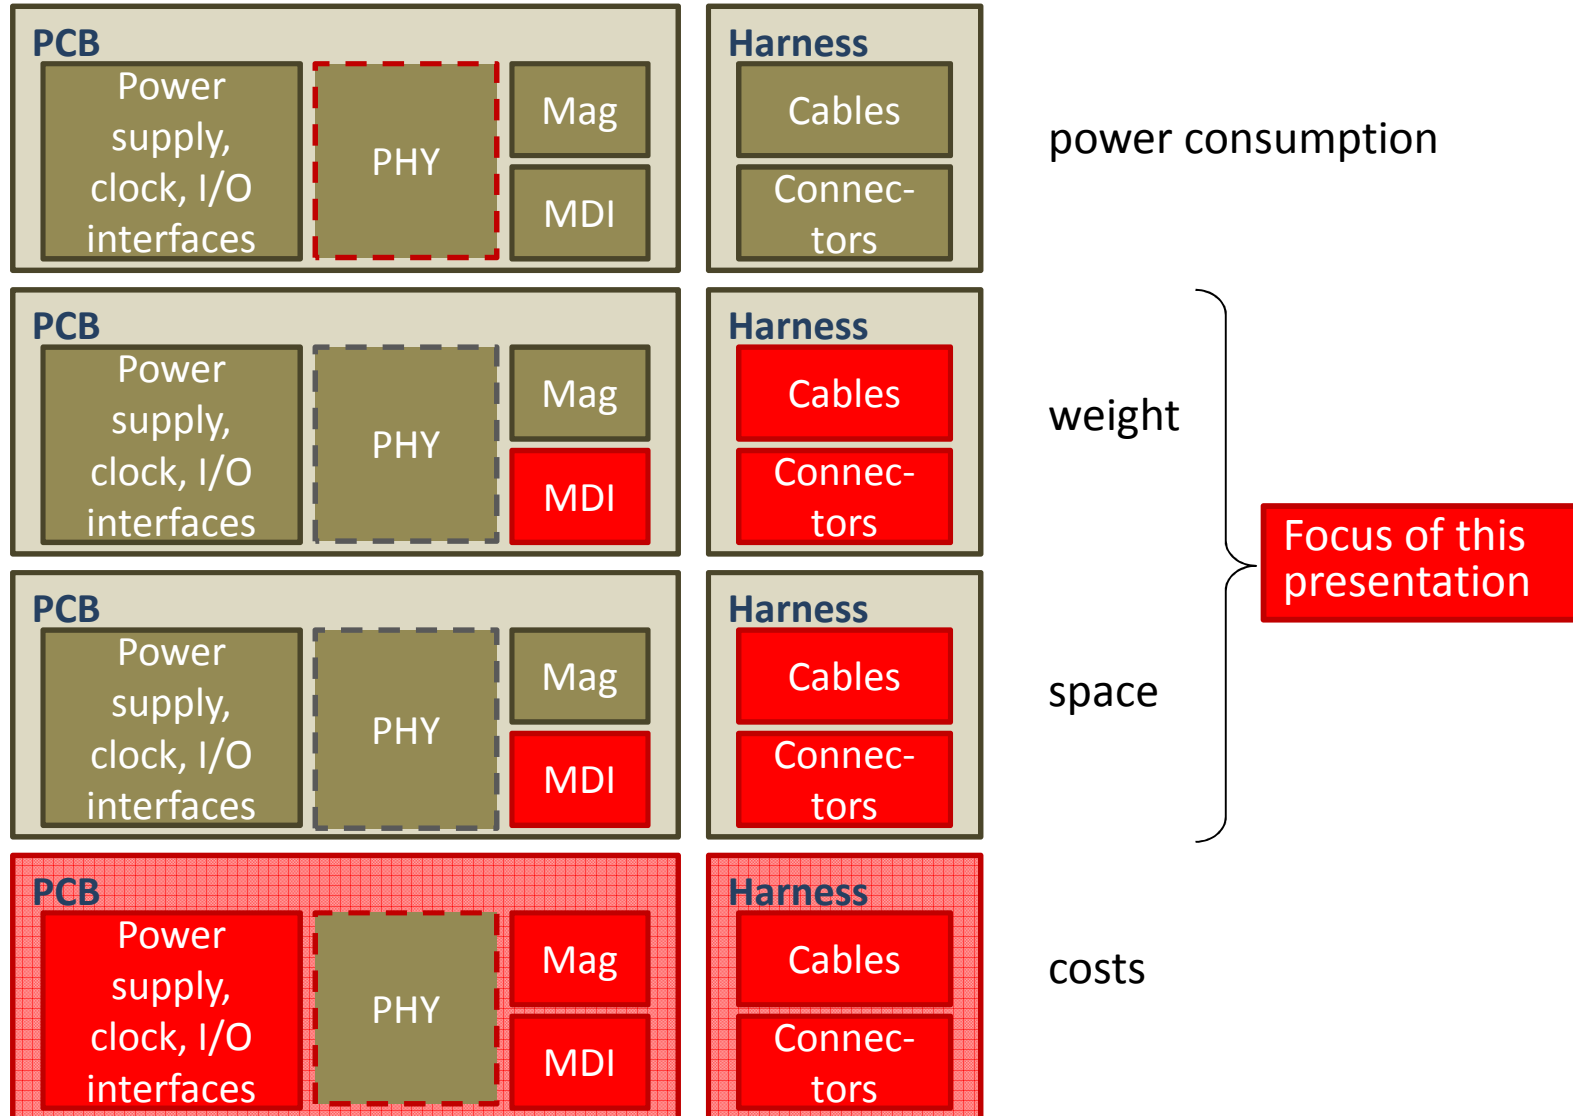 PCB
Power
supply,
clock, I/O
interfaces
PHY
Mag
MDI
Harness
Cables
Connec-
tors
power consumption
PCB
Power
supply,
clock, I/O
interfaces
PHY
Mag
MDI
Harness
Cables
Connec-
tors
weight
Focus of this
presentation
PCB
Power
supply,
clock, I/O
interfaces
PHY
Mag
MDI
Harness
Cables
Connec-
tors
space
PCB
Power
supply,
clock, I/O
interfaces
PHY
Mag
MDI
Harness
Cables
Connec-
tors
costs